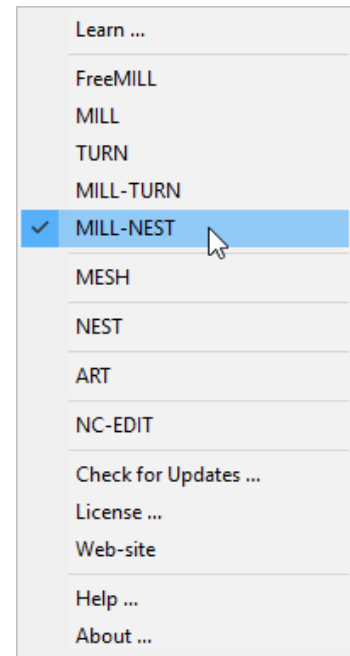 Learn ...
FreeMILL
MILL
TURN
MILL-TURN
MILL-NEST
MESH
NEST
ART
NC-EDIT
Check for Updates ...
License ...
Web-site
Help ...
About ...